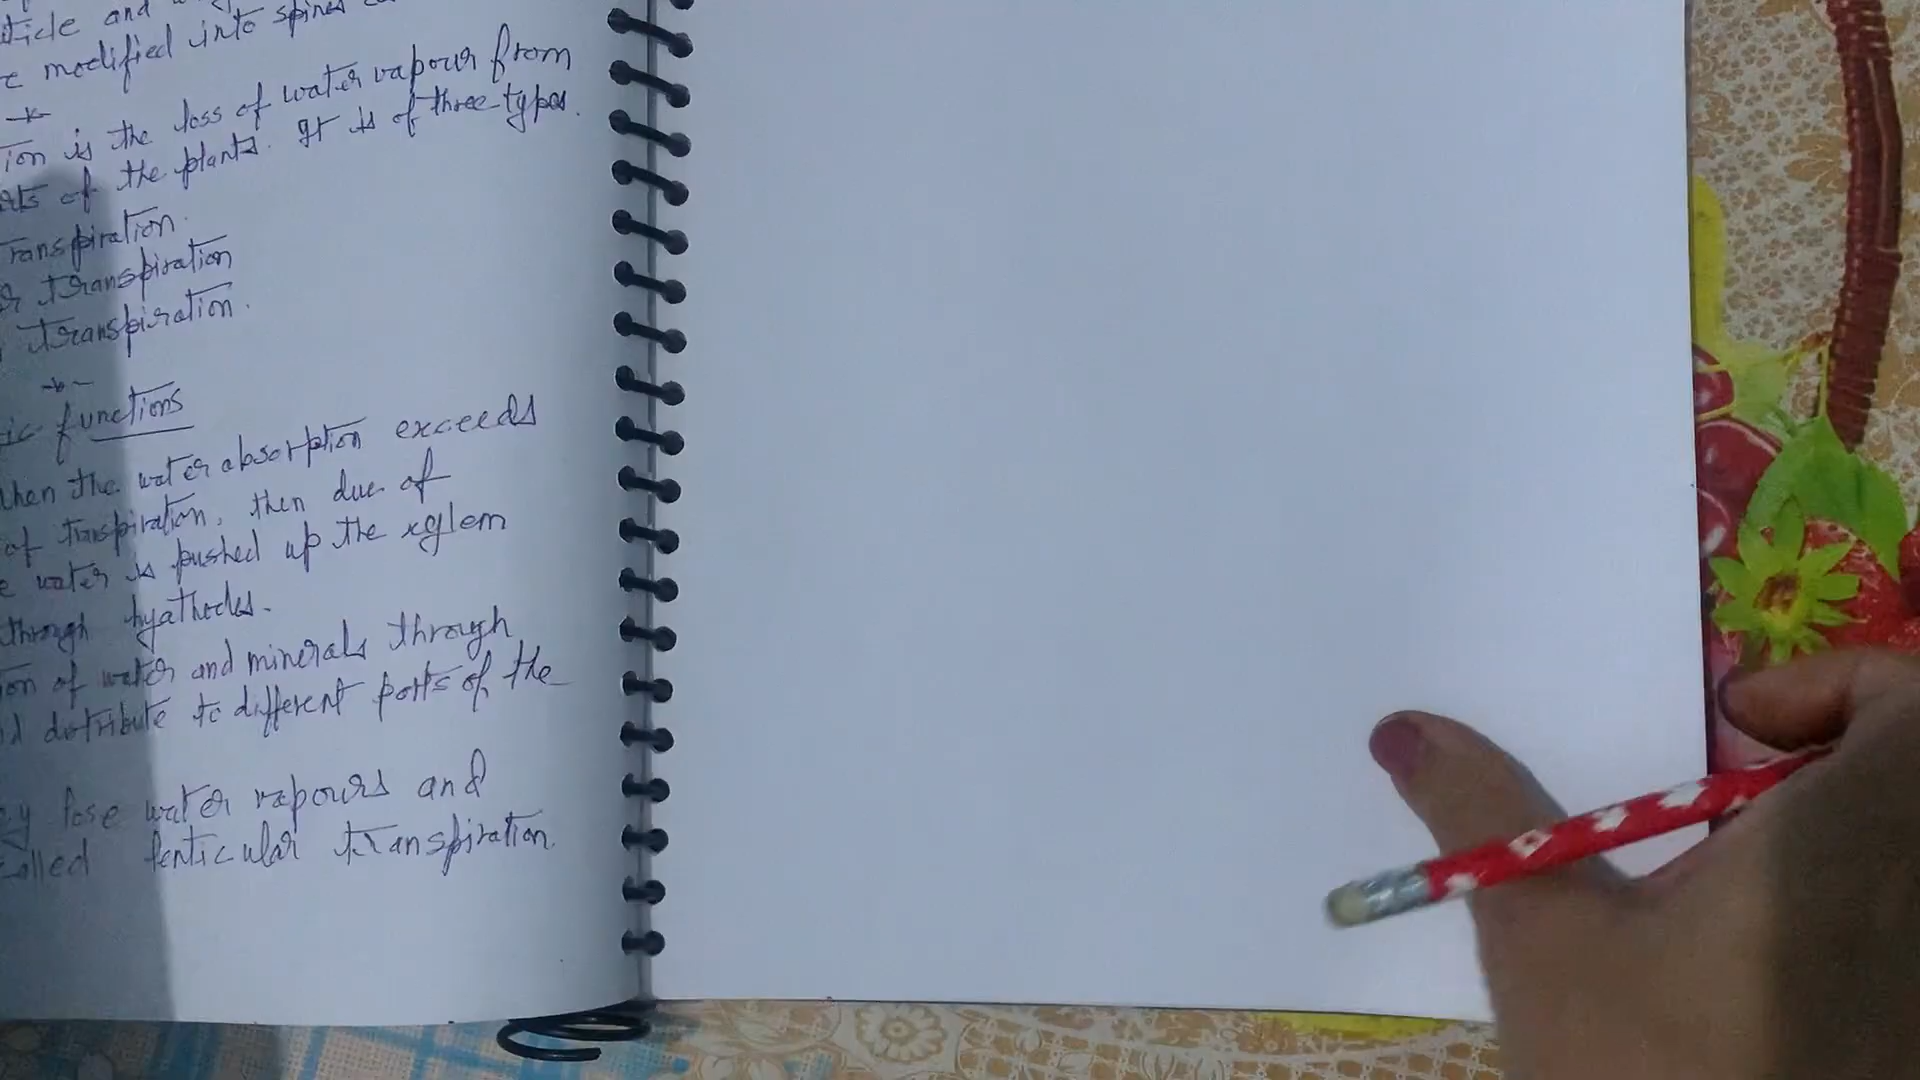 ticle and
modified into spines
ion is the loss of water vapour from
of the plants. It is of three types.
Transpiration.
Transpiration
Transpiration.
ic functions
when the water absorption exceeds
of transpiration, then due of
water is pushed up the xylem
through hyathodes.
ion of water and minerals through
distribute to different parts of the
lose water vapours and
called lenticular transpiration.